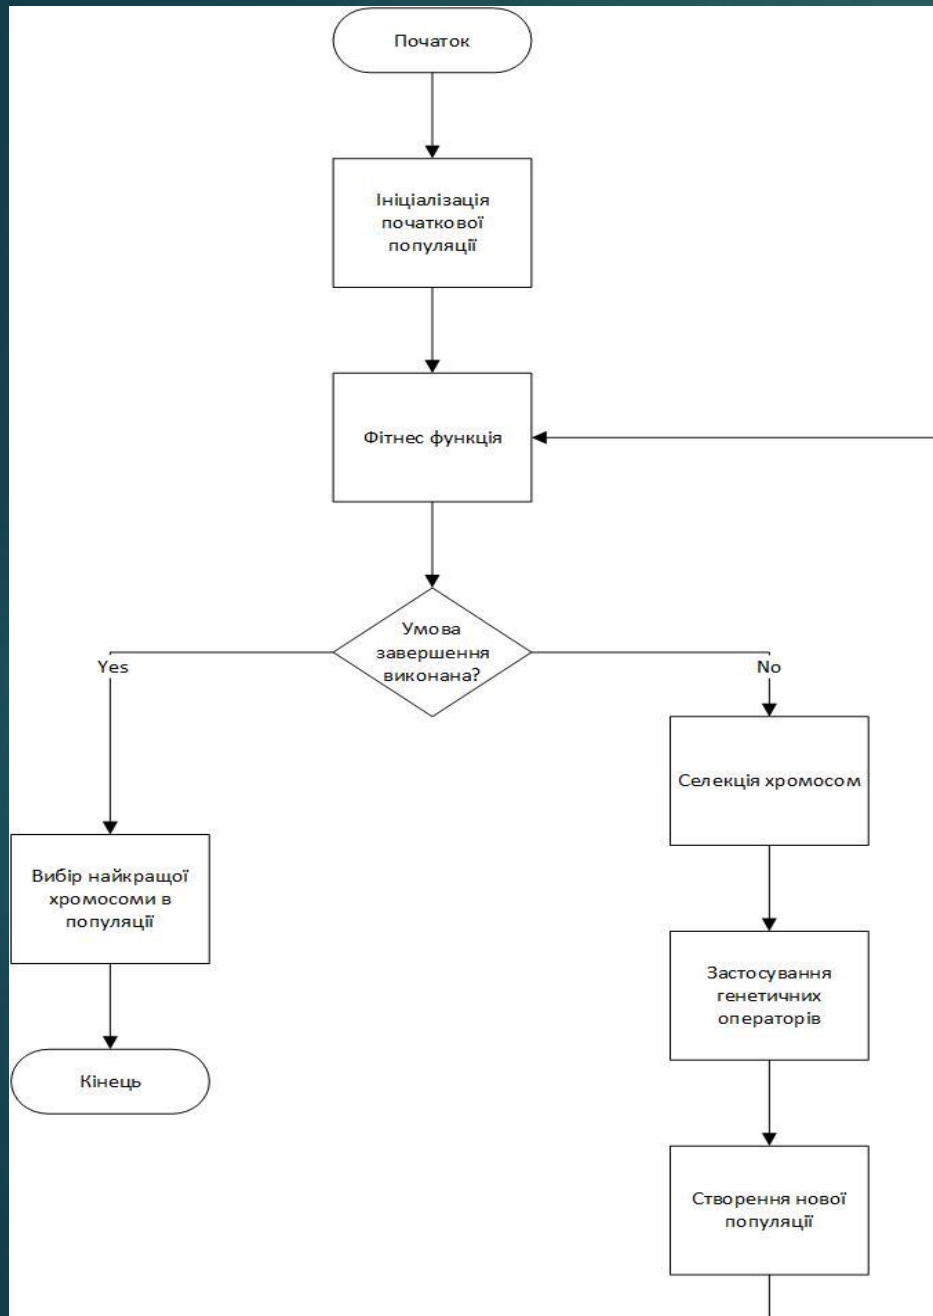 Початок
Ініціалізація
початкової
популяції
Фітнес функція
Умова
завершення
виконана?
Yes
No
Селекція хромосом
Вибір найкращої
хромосоми в
популяції
Застосування
генетичних
операторів
Кінець
Створення нової
популяції